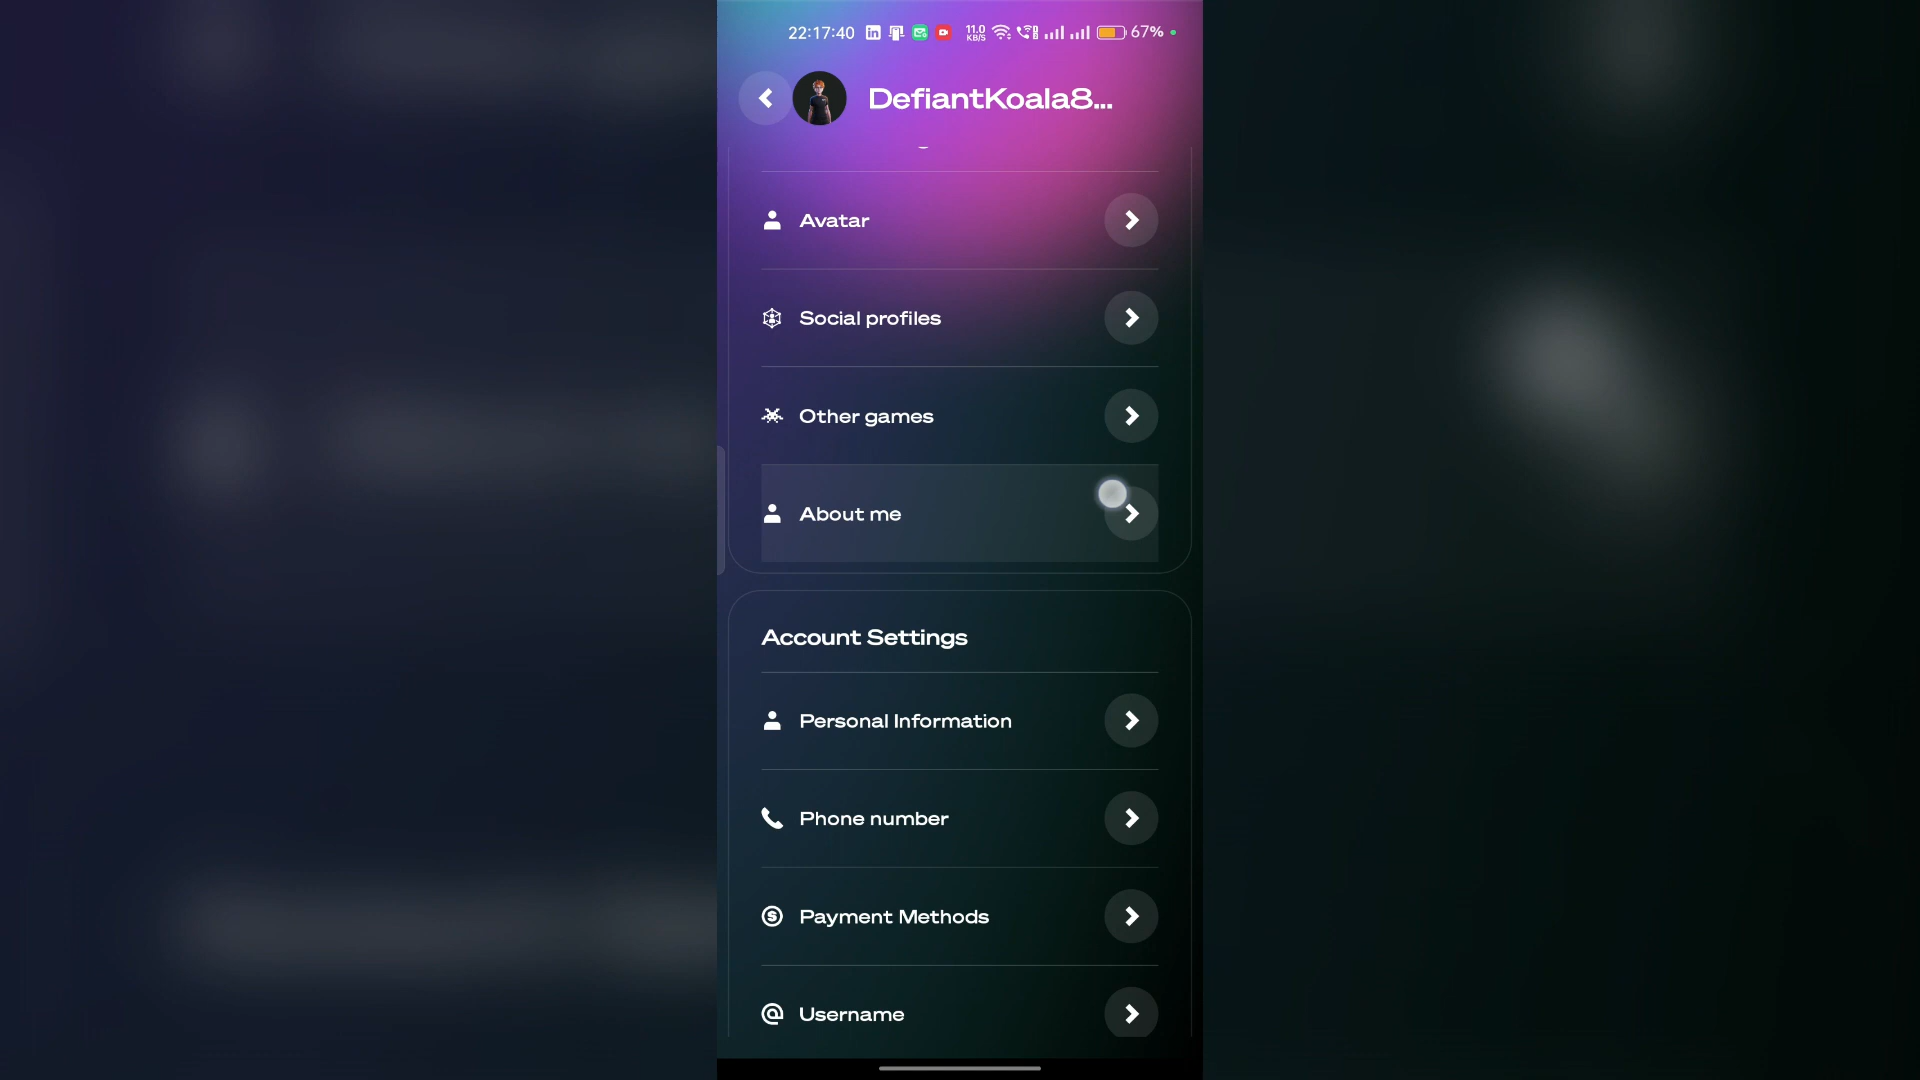 22:17:40 11.0 KB/S 67%
DefiantKoala8...
Avatar
Social profiles
Other games
About me
Account Settings
Personal Information
Phone number
Payment Methods
Username